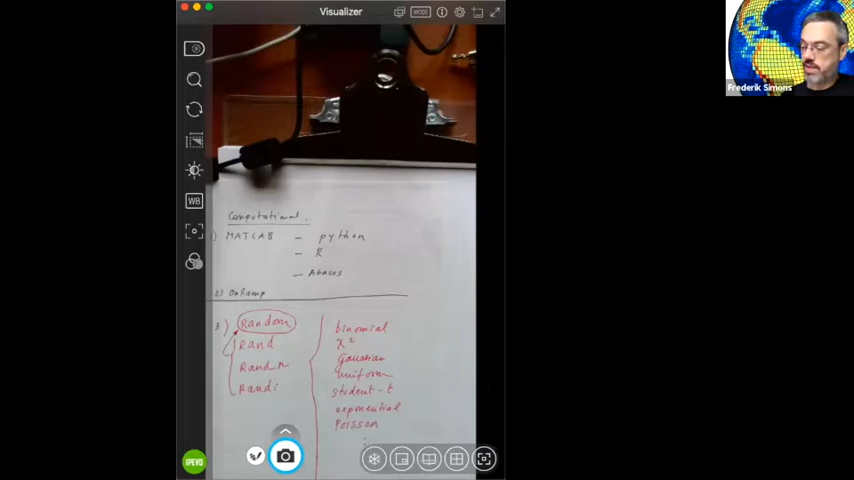 Visualizer
MODE
Frederik Simons
WB
Computational.
1) MATLAB - python
- R
- Abacus
2) OnRamp
3) Random
Rand
Randn
Randi
binomial
χ²
Gaussian
uniform
student-t
exponential
Poisson
⋮
IPEVO